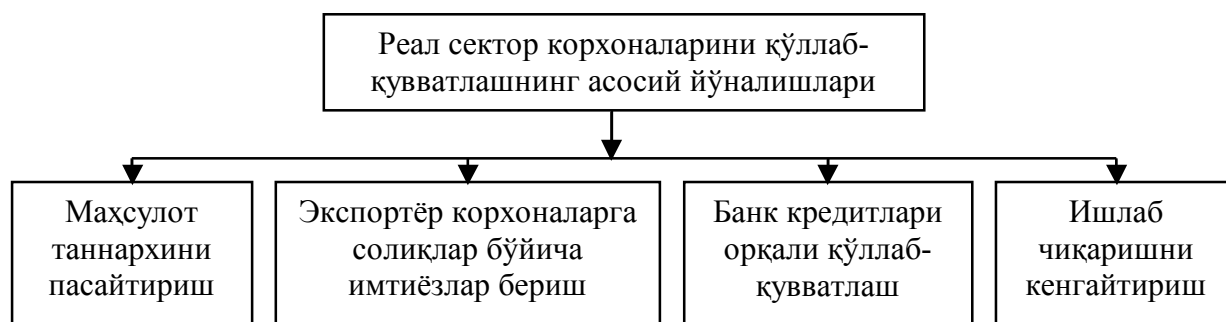 Реал сектор корхоналарини қўллаб-
қувватлашнинг асосий йўналишлари
Маҳсулот
таннархини
пасайтириш
Экспортёр корхоналарга
солиқлар бўйича
имтиёзлар бериш
Банк кредитлари
орқали қўллаб-
қувватлаш
Ишлаб
чиқаришни
кенгайтириш